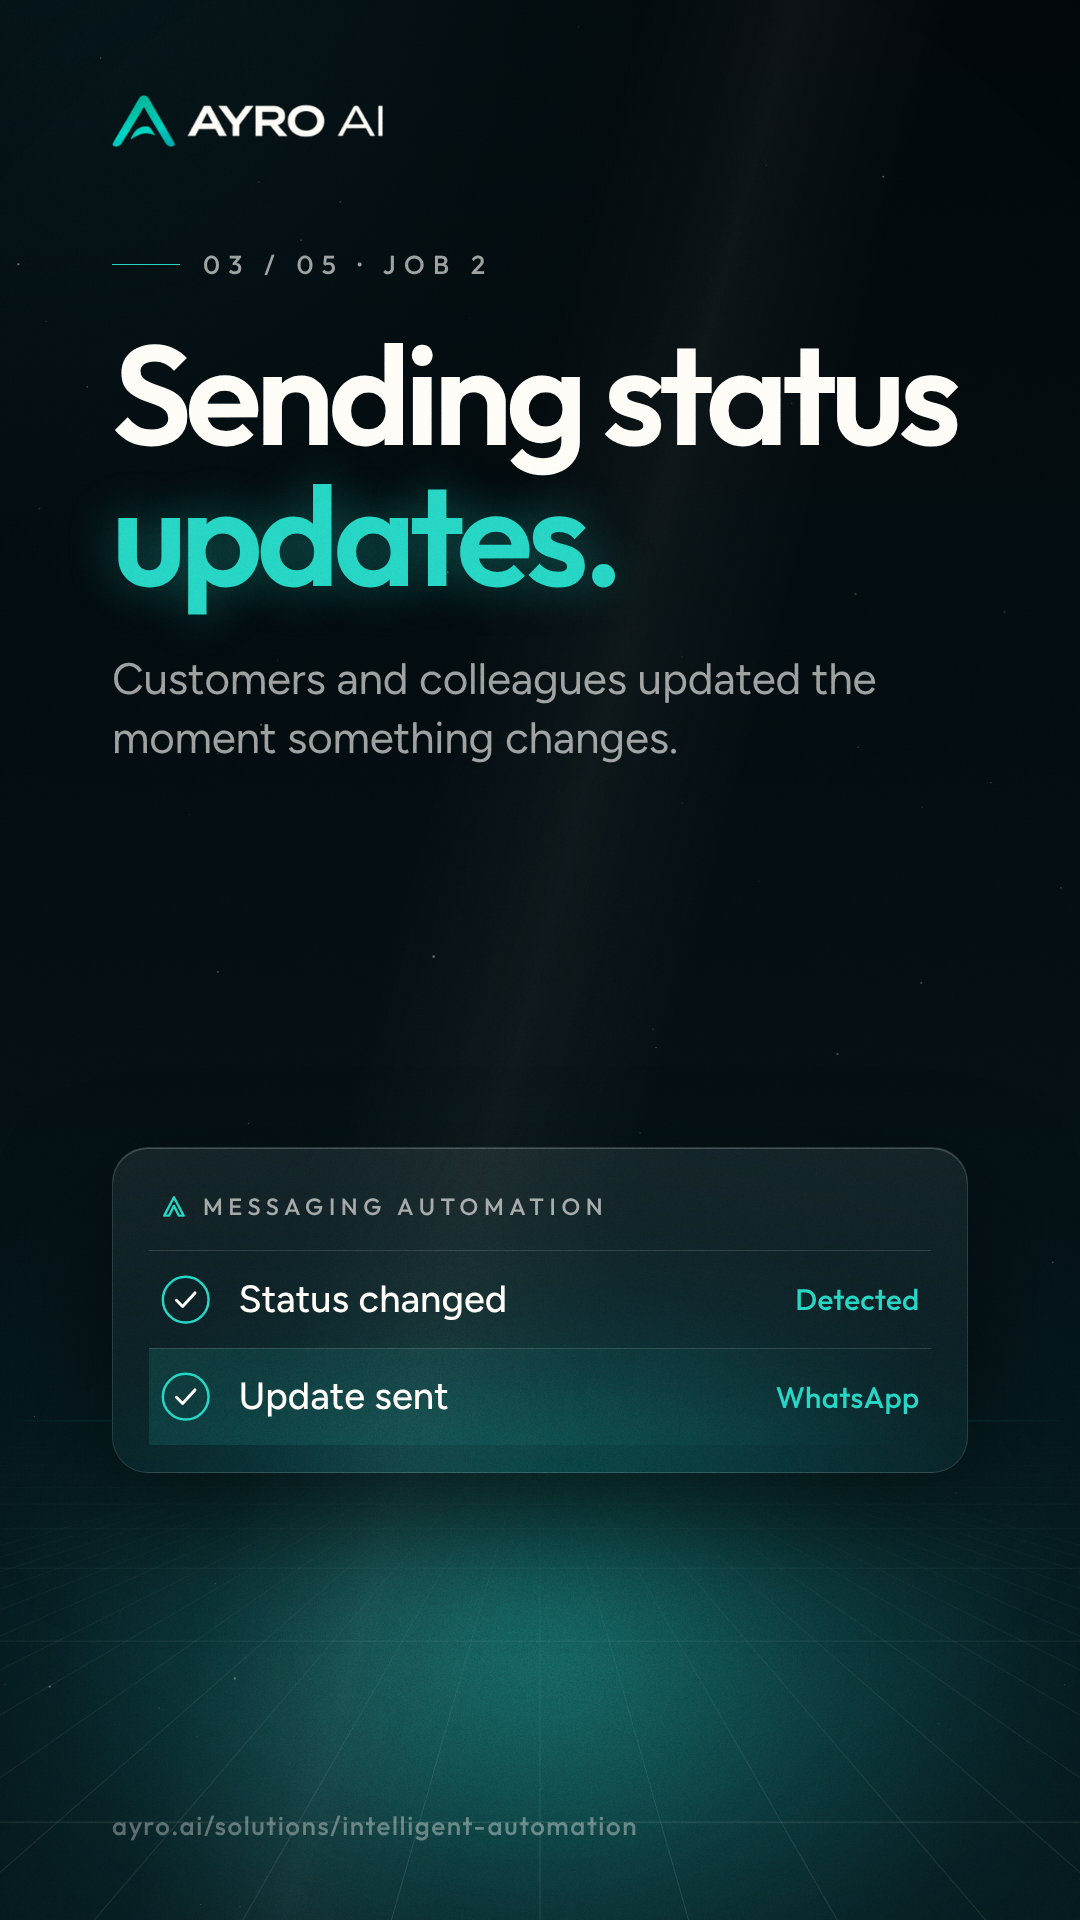 AYRO AI
03 / 05 · JOB 2
Sending status
updates.
Customers and colleagues updated the
moment something changes.
MESSAGING AUTOMATION
Status changed
Detected
Update sent
WhatsApp
ayro.ai/solutions/intelligent-automation